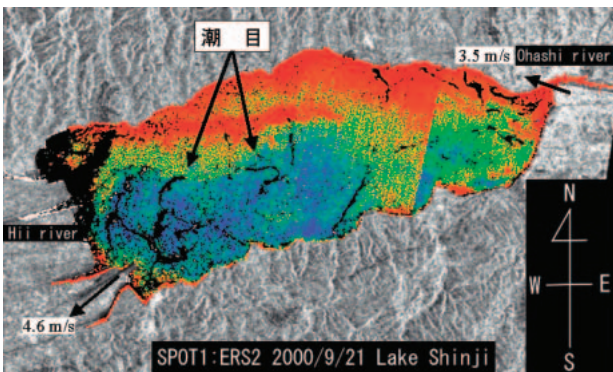 潮 目
3.5 m/s Ohashi river
Hii river
4.6 m/s
N
W E
S
SPOT1:ERS2 2000/9/21 Lake Shinji